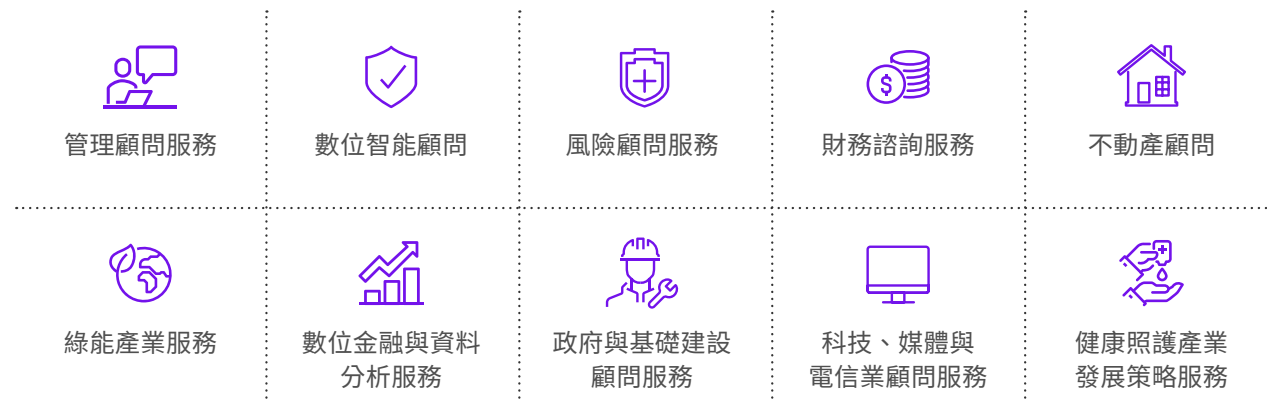 管理顧問服務
數位智能顧問
風險顧問服務
財務諮詢服務
不動產顧問
綠能產業服務
數位金融與資料
分析服務
政府與基礎建設
顧問服務
科技、媒體與
電信業顧問服務
健康照護產業
發展策略服務